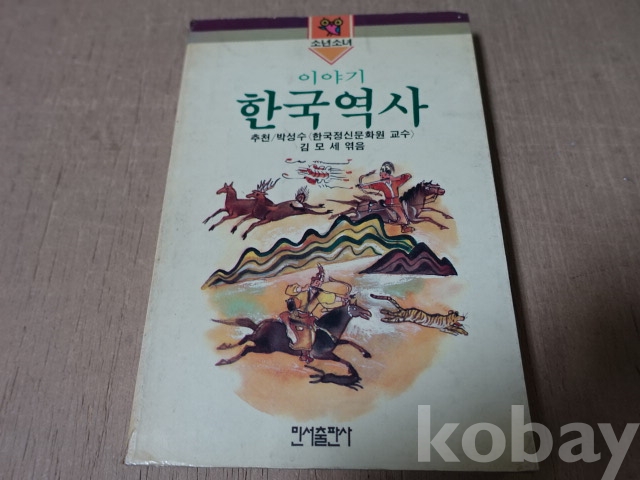 소년소녀
이야기
한국역사
추천/박성수〈한국정신문화원 교수〉
김모세 엮음
민서출판사
kobay